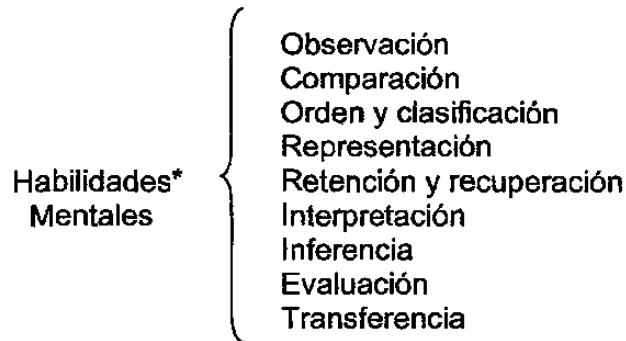 Habilidades*
Mentales
Observación
Comparación
Orden y clasificación
Representación
Retención y recuperación
Interpretación
Inferencia
Evaluación
Transferencia